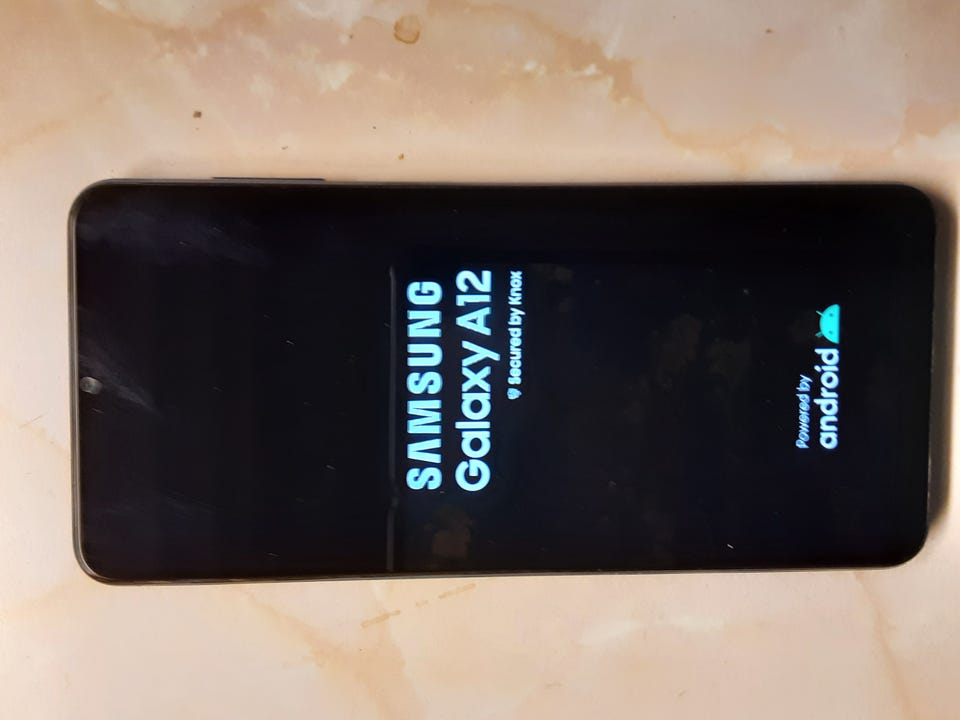 SAMSUNG
Galaxy A12
Secured by Knox
Powered by
android